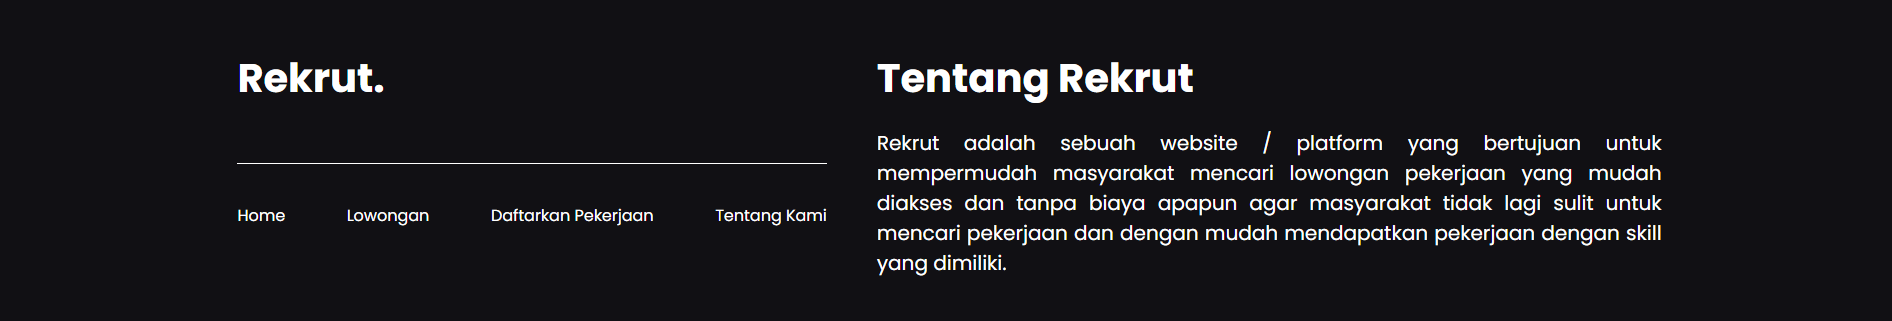 Rekrut.
Home
Lowongan
Daftarkan Pekerjaan
Tentang Kami
Tentang Rekrut
Rekrut adalah sebuah website / platform yang bertujuan untuk
mempermudah masyarakat mencari lowongan pekerjaan yang mudah
diakses dan tanpa biaya apapun agar masyarakat tidak lagi sulit untuk
mencari pekerjaan dan dengan mudah mendapatkan pekerjaan dengan skill
yang dimiliki.